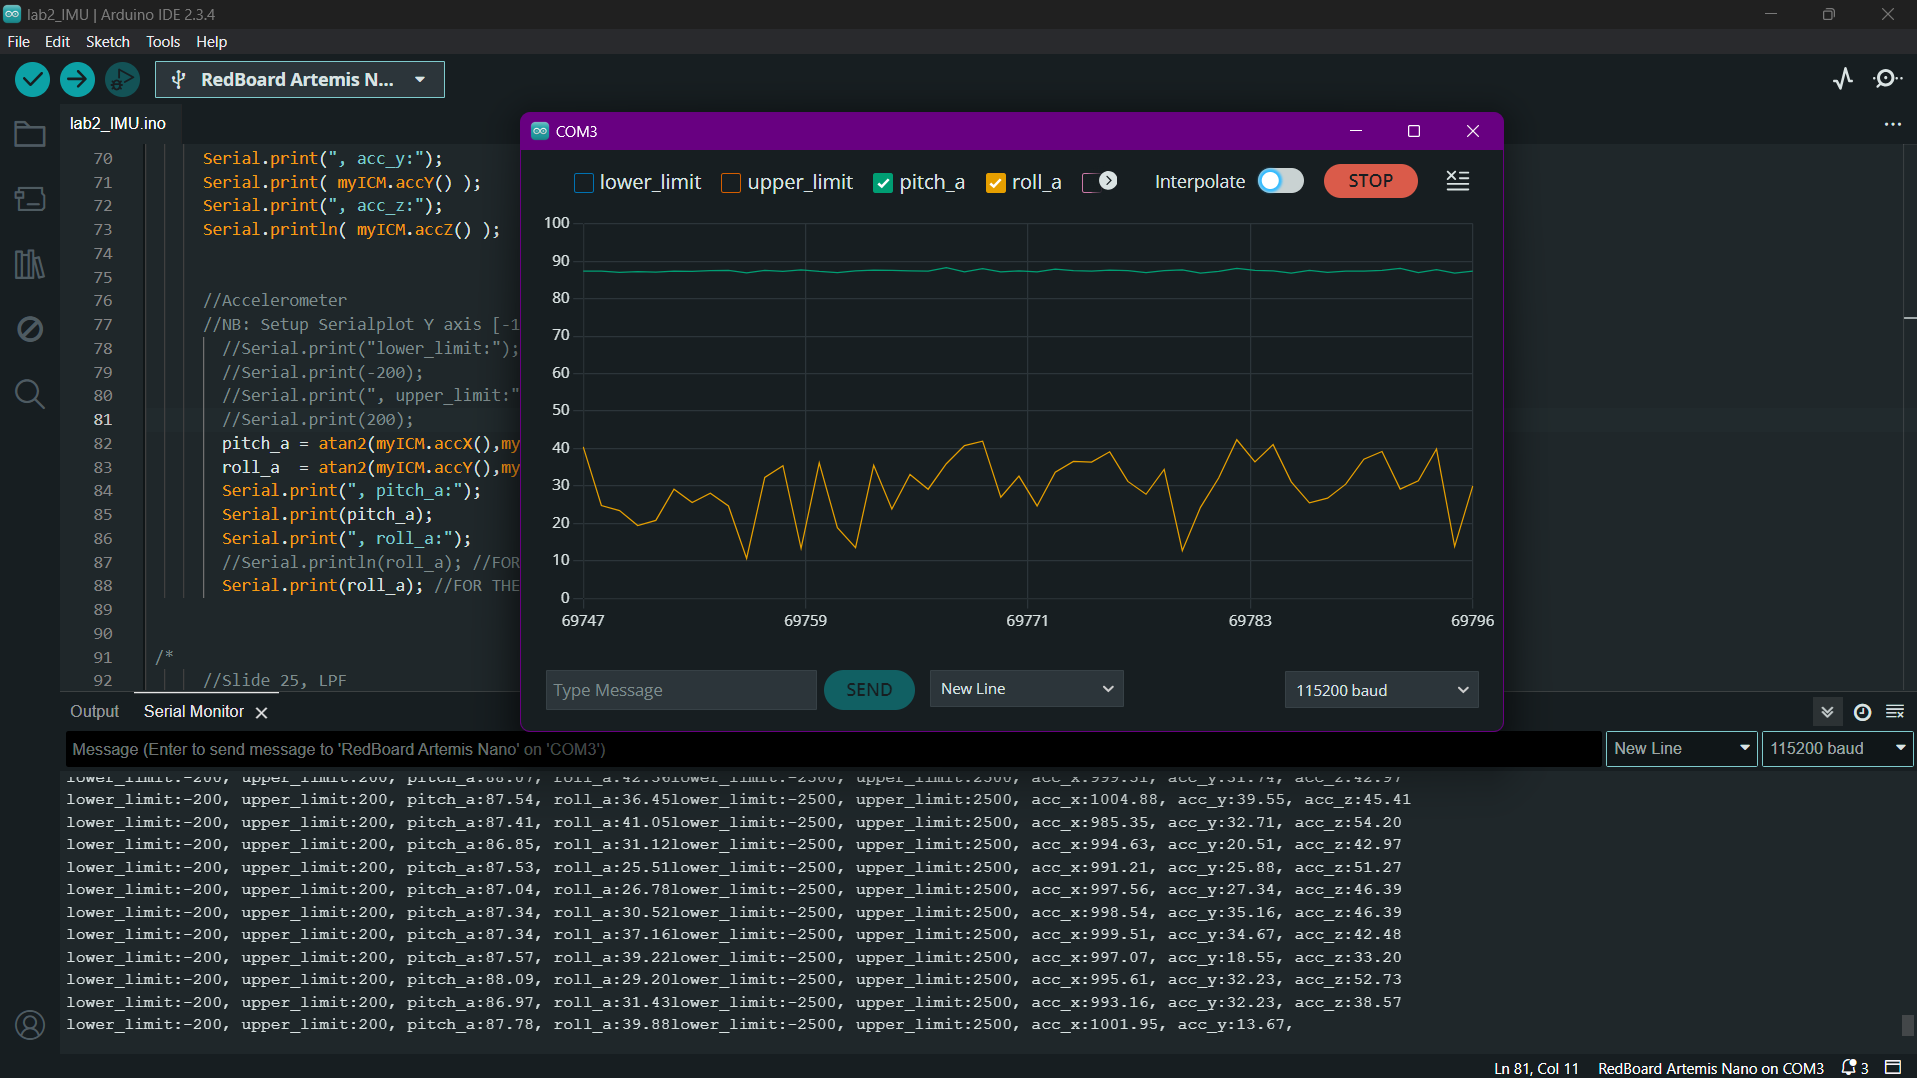 lab2_IMU | Arduino IDE 2.3.4
File Edit Sketch Tools Help
RedBoard Artemis N...
lab2_IMU.ino
70 Serial.print(", acc_y:");
71 Serial.print( myICM.accY() );
72 Serial.print(", acc_z:");
73 Serial.println( myICM.accZ() );
74
75
76 //Accelerometer
77 //NB: Setup Serialplot Y axis [-1
78 //Serial.print("lower_limit:");
79 //Serial.print(-200);
80 //Serial.print(", upper_limit:"
81 //Serial.print(200);
82 pitch_a = atan2(myICM.accX(),my
83 roll_a = atan2(myICM.accY(),my
84 Serial.print(", pitch_a:");
85 Serial.print(pitch_a);
86 Serial.print(", roll_a:");
87 //Serial.println(roll_a); //FOR
88 Serial.print(roll_a); //FOR THE
89
90
91 /*
92 //Slide 25, LPF
COM3
lower_limit upper_limit pitch_a roll_a Interpolate STOP
100
90
80
70
60
50
40
30
20
10
0
69747 69759 69771 69783 69796
Type Message SEND New Line 115200 baud
Output Serial Monitor
Message (Enter to send message to 'RedBoard Artemis Nano' on 'COM3') New Line 115200 baud
lower_limit:-200, upper_limit:200, pitch_a:87.54, roll_a:36.45lower_limit:-2500, upper_limit:2500, acc_x:1004.88, acc_y:39.55, acc_z:45.41
lower_limit:-200, upper_limit:200, pitch_a:87.41, roll_a:41.05lower_limit:-2500, upper_limit:2500, acc_x:985.35, acc_y:32.71, acc_z:54.20
lower_limit:-200, upper_limit:200, pitch_a:86.85, roll_a:31.12lower_limit:-2500, upper_limit:2500, acc_x:994.63, acc_y:20.51, acc_z:42.97
lower_limit:-200, upper_limit:200, pitch_a:87.53, roll_a:25.51lower_limit:-2500, upper_limit:2500, acc_x:991.21, acc_y:25.88, acc_z:51.27
lower_limit:-200, upper_limit:200, pitch_a:87.04, roll_a:26.78lower_limit:-2500, upper_limit:2500, acc_x:997.56, acc_y:27.34, acc_z:46.39
lower_limit:-200, upper_limit:200, pitch_a:87.34, roll_a:30.52lower_limit:-2500, upper_limit:2500, acc_x:998.54, acc_y:35.16, acc_z:46.39
lower_limit:-200, upper_limit:200, pitch_a:87.34, roll_a:37.16lower_limit:-2500, upper_limit:2500, acc_x:999.51, acc_y:34.67, acc_z:42.48
lower_limit:-200, upper_limit:200, pitch_a:87.57, roll_a:39.22lower_limit:-2500, upper_limit:2500, acc_x:997.07, acc_y:18.55, acc_z:33.20
lower_limit:-200, upper_limit:200, pitch_a:88.09, roll_a:29.20lower_limit:-2500, upper_limit:2500, acc_x:995.61, acc_y:32.23, acc_z:52.73
lower_limit:-200, upper_limit:200, pitch_a:86.97, roll_a:31.43lower_limit:-2500, upper_limit:2500, acc_x:993.16, acc_y:32.23, acc_z:38.57
lower_limit:-200, upper_limit:200, pitch_a:87.78, roll_a:39.88lower_limit:-2500, upper_limit:2500, acc_x:1001.95, acc_y:13.67,
Ln 81, Col 11 RedBoard Artemis Nano on COM3 3